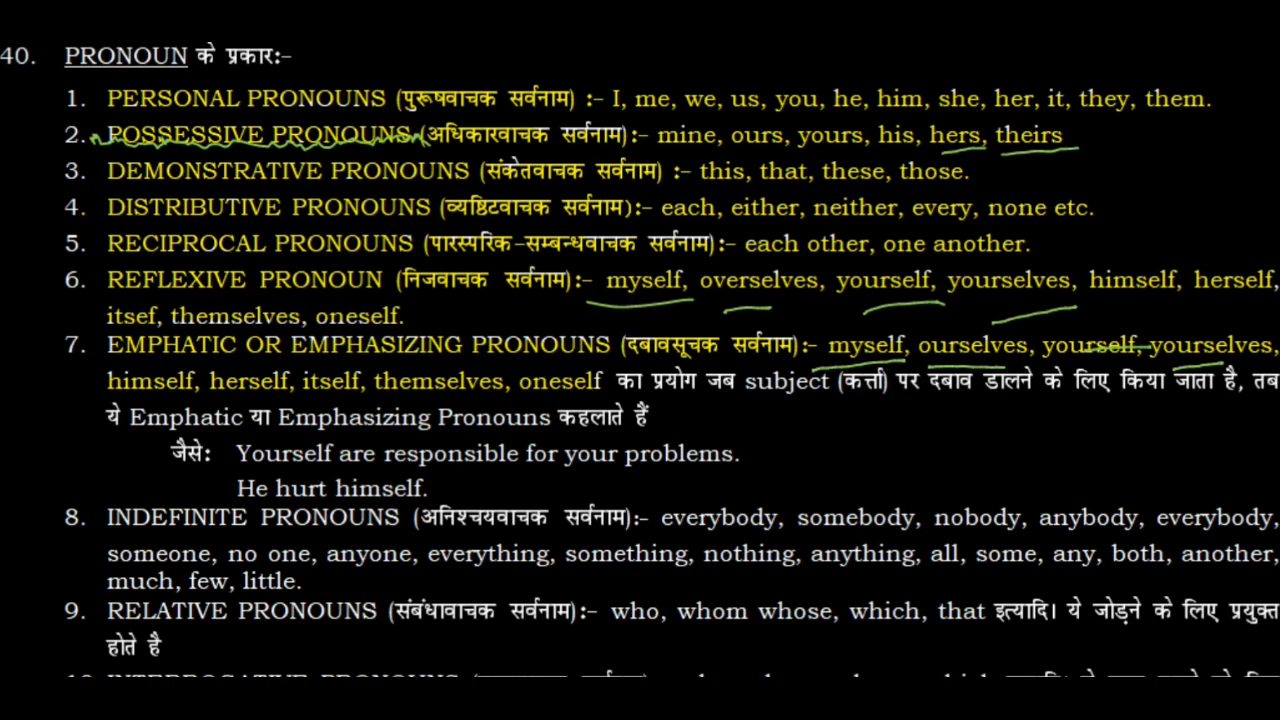 40. PRONOUN के प्रकार:-
1. PERSONAL PRONOUNS (पुरूषवाचक सर्वनाम) :- I, me, we, us, you, he, him, she, her, it, they, them.
2. POSSESSIVE PRONOUNS (अधिकारवाचक सर्वनाम):- mine, ours, yours, his, hers, theirs
3. DEMONSTRATIVE PRONOUNS (संकेतवाचक सर्वनाम) :- this, that, these, those.
4. DISTRIBUTIVE PRONOUNS (व्यष्टिवाचक सर्वनाम):- each, either, neither, every, none etc.
5. RECIPROCAL PRONOUNS (पारस्परिक-सम्बन्धवाचक सर्वनाम):- each other, one another.
6. REFLEXIVE PRONOUN (निजवाचक सर्वनाम):- myself, overselves, yourself, yourselves, himself, herself,
itsef, themselves, oneself.
7. EMPHATIC OR EMPHASIZING PRONOUNS (दबावसूचक सर्वनाम):- myself, ourselves, yourself, yourselves,
himself, herself, itself, themselves, oneself का प्रयोग जब subject (कर्त्ता) पर दबाव डालने के लिए किया जाता है, तब
ये Emphatic या Emphasizing Pronouns कहलाते हैं
जैसे: Yourself are responsible for your problems.
He hurt himself.
8. INDEFINITE PRONOUNS (अनिश्चयवाचक सर्वनाम):- everybody, somebody, nobody, anybody, everybody,
someone, no one, anyone, everything, something, nothing, anything, all, some, any, both, another,
much, few, little.
9. RELATIVE PRONOUNS (संबंधावाचक सर्वनाम):- who, whom whose, which, that इत्यादि। ये जोड़ने के लिए प्रयुक्त
होते है